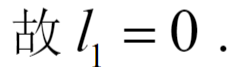 故 l₁ = 0 .